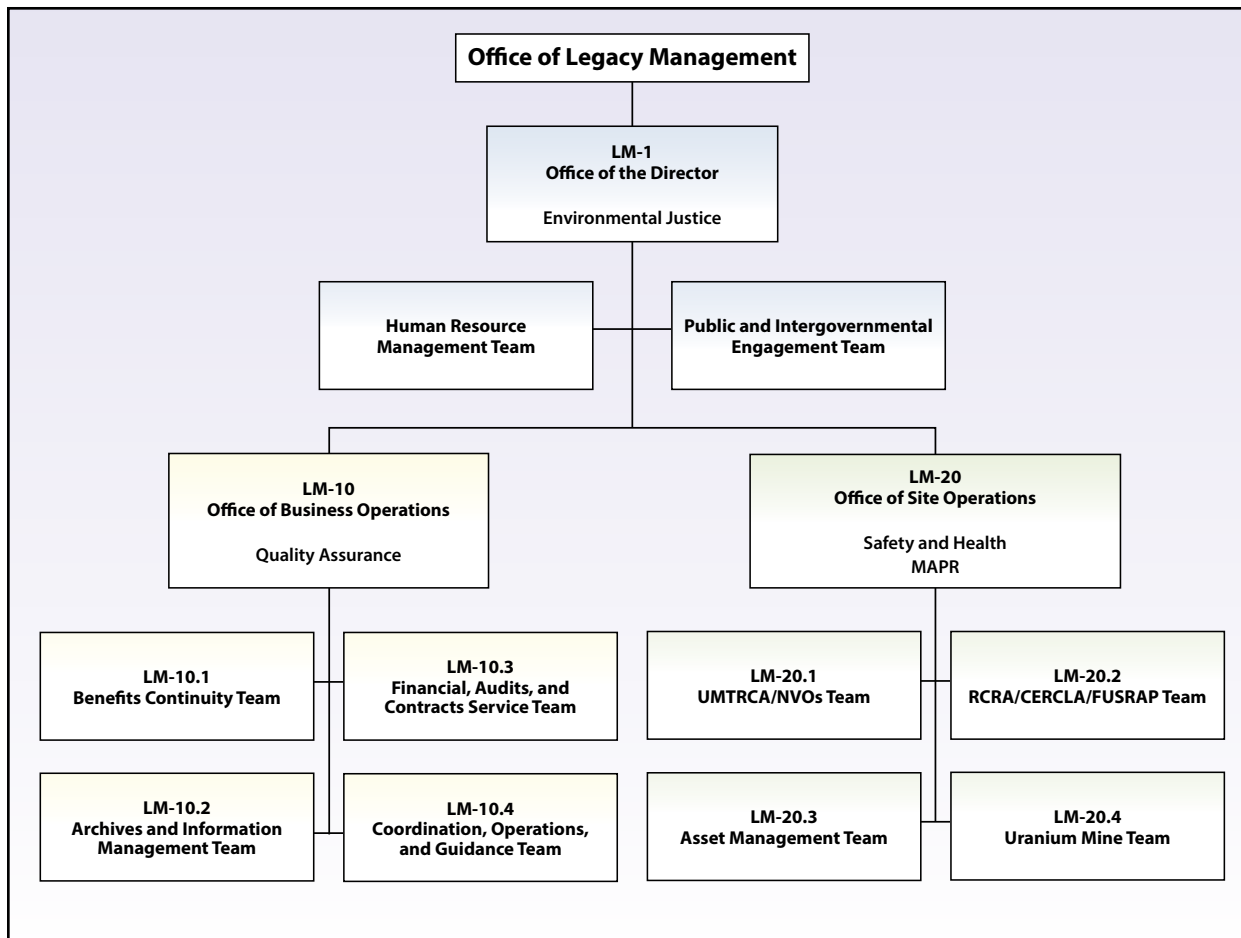 Office of Legacy Management
LM-1
Office of the Director
Environmental Justice
Human Resource
Management Team
Public and Intergovernmental
Engagement Team
LM-10
Office of Business Operations
Quality Assurance
LM-20
Office of Site Operations
Safety and Health
MAPR
LM-10.1
Benefits Continuity Team
LM-10.3
Financial, Audits, and
Contracts Service Team
LM-20.1
UMTRCA/NVOs Team
LM-20.2
RCRA/CERCLA/FUSRAP Team
LM-10.2
Archives and Information
Management Team
LM-10.4
Coordination, Operations,
and Guidance Team
LM-20.3
Asset Management Team
LM-20.4
Uranium Mine Team